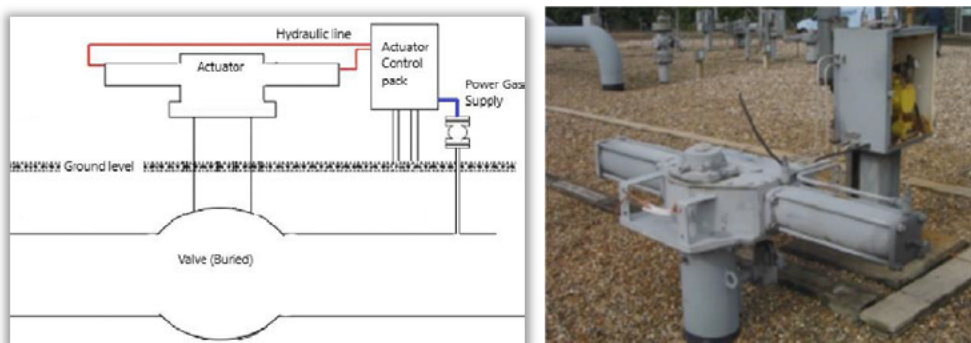 Hydraulic line
Actuator
Actuator
Control
pack
Power Gas
Supply
Ground level
Valve (Buried)